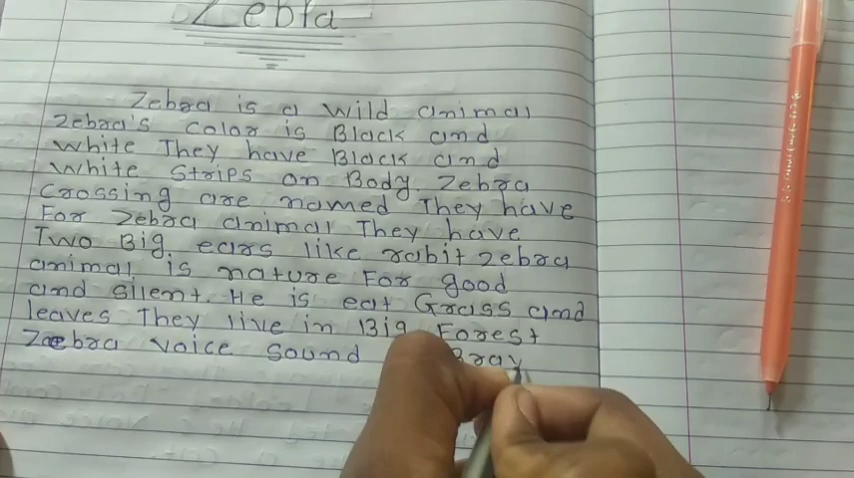 Zebra
Zebra is a wild animal
Zebra's color is Black and
white They have Black and
white Strips on Body. Zebra
Crossing are named They have
For Zebra animal They have
Two Big ears like rabit zebra
animal is nature For good
and silent. He is eat Grass and
leaves They live in Big Forest
Zebra voice sound Bray